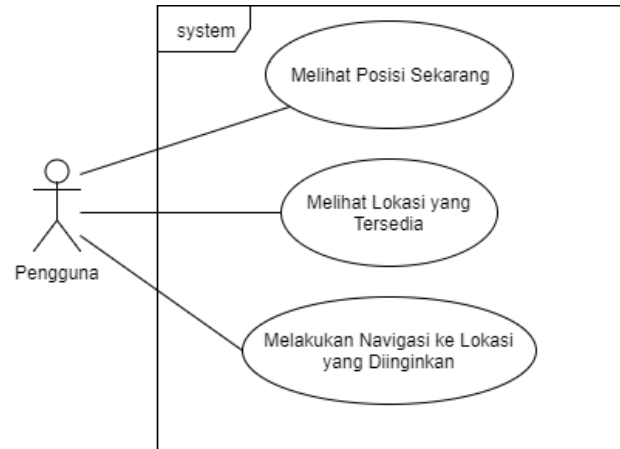 system
Melihat Posisi Sekarang
Melihat Lokasi yang
Tersedia
Pengguna
Melakukan Navigasi ke Lokasi
yang Diinginkan